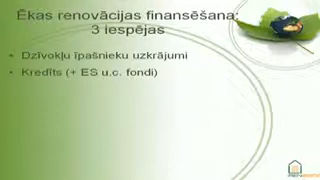 Ēkas renovācijas finansēšana:
3 iespējas
• Dzīvokļu īpašnieku uzkrājumi
• Kredīts (+ ES u.c. fondi)